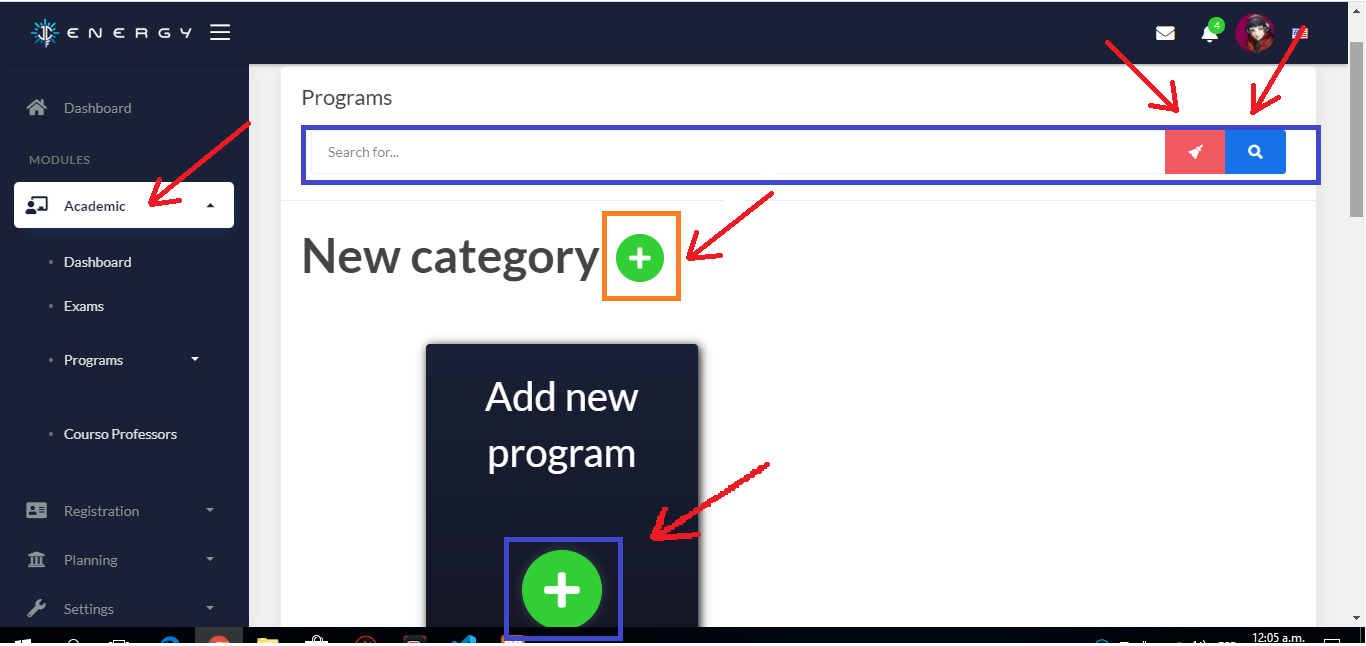 ENERGY
4
Dashboard
MODULES
Academic
Dashboard
Exams
Programs
Courso Professors
Registration
Planning
Settings
Programs
Search for...
New category
Add new
program
12:05 a.m.